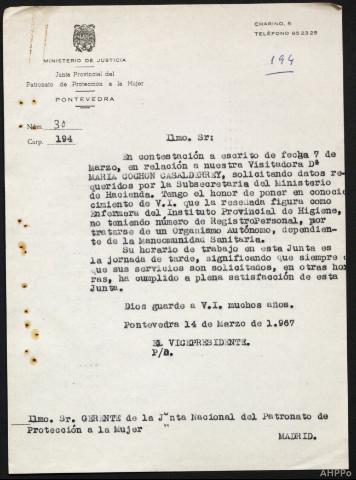 CHARINO, 6
TELÉFONO 85 23 25
194
MINISTERIO DE JUSTICIA
Junta Provincial del
Patronato de Protección a la Mujer
PONTEVEDRA
Núm. 30
Carp. 194
Ilmo. Sr:
En contestación a escrito de fecha 7 de
Marzo, en relación a nuestra Visitadora Dª
MARIA COCHON CASALDERREY, solicitando datos re-
queridos por la Subsecretaria del Ministerio
de Hacienda. Tengo el honor de poner en conoci
cimiento de V.I. que la reseñada figura como
Enfermera del Instituto Provincial de Higiene,
no teniendo número de RegistroPersonal, por
tratarse de un Organismo Autónomo, dependien-
te de la Mancomunidad Sanitaria.
Su horario de trabajo en esta Junta es
la jornada de tarde, significando que siempre
que sus servicios son solicitados, en otras ho
ras, ha cumplido a plena satisfacción de esta
Junta.
Dios guarde a V.I. muchos años.
Pontevedra 14 de Marzo de 1.967
EL VICEPRESIDENTE.
P/D.
Ilmo. Sr. GERENTE de la J"nta Nacional del Patronato de
Protección a la Mujer "
MADRID.
AHPPo